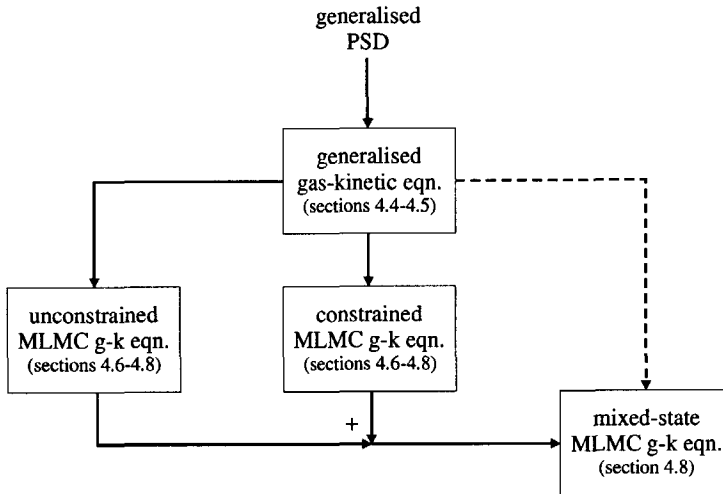 generalised
PSD
generalised
gas-kinetic eqn.
(sections 4.4-4.5)
unconstrained
MLMC g-k eqn.
(sections 4.6-4.8)
constrained
MLMC g-k eqn.
(sections 4.6-4.8)
+
mixed-state
MLMC g-k eqn.
(section 4.8)